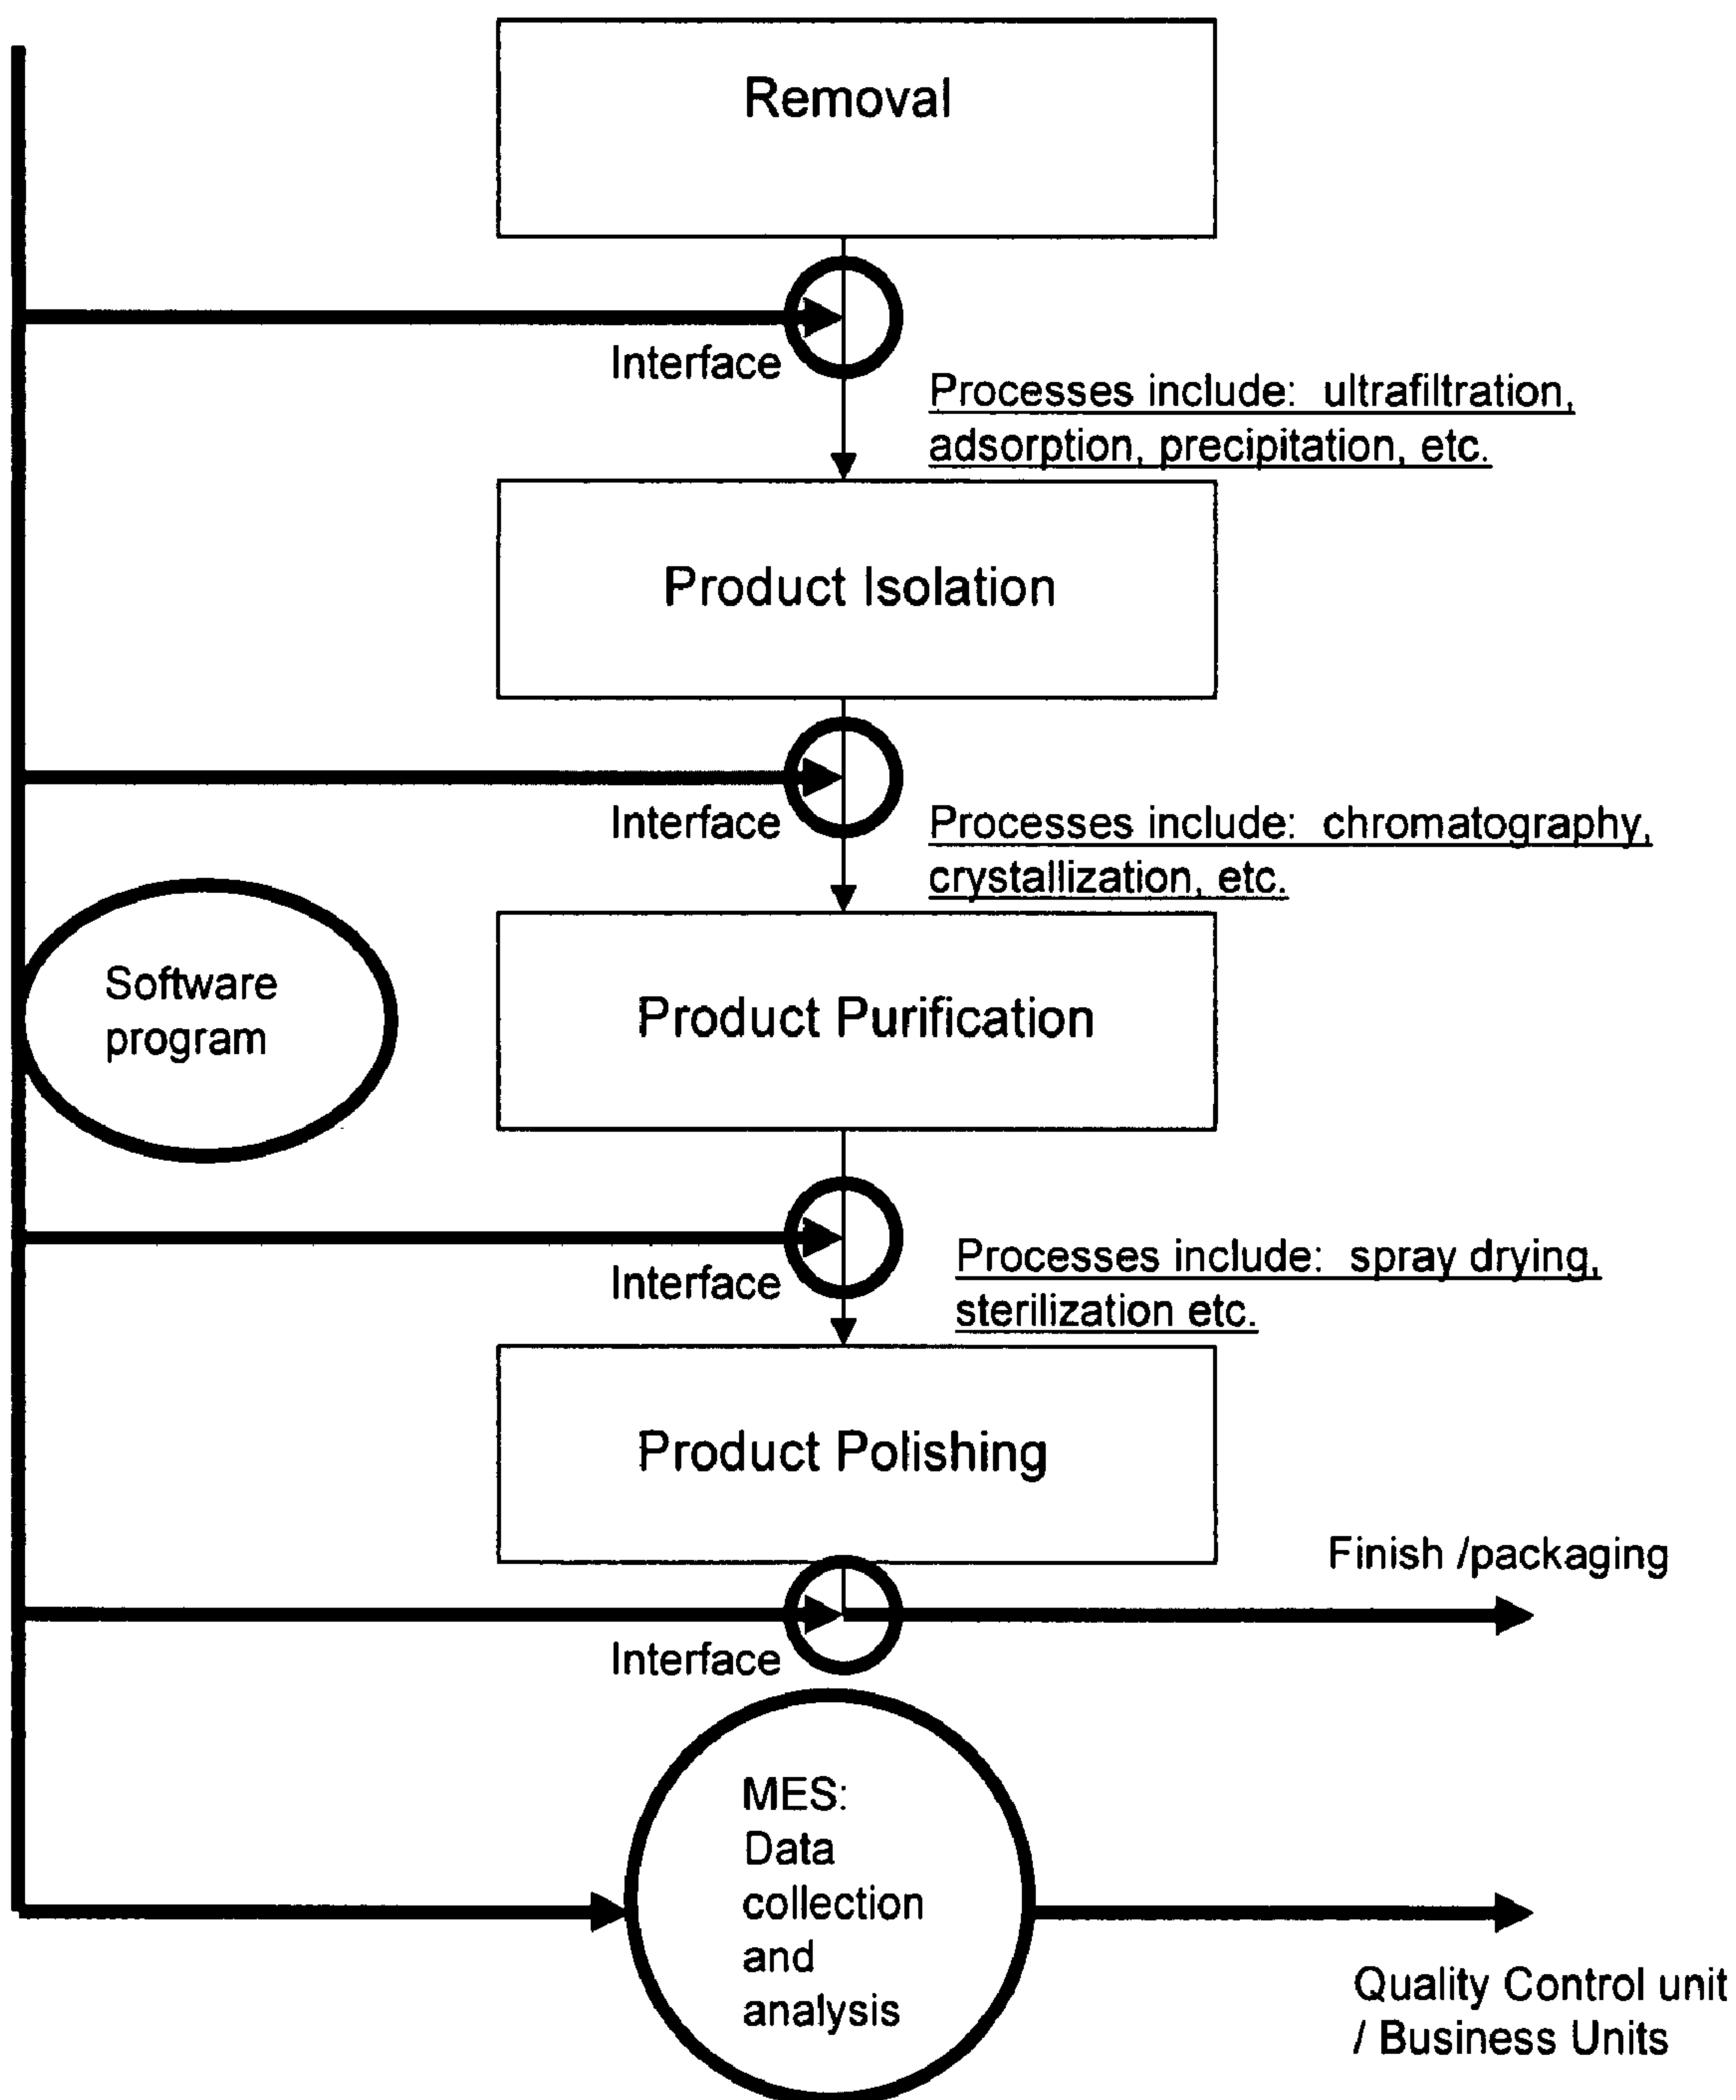 Removal
Interface
Processes include: ultrafiltration,
adsorption, precipitation, etc.
Product Isolation
Interface
Processes include: chromatography,
crystallization, etc.
Software
program
Product Purification
Interface
Processes include: spray drying,
sterilization etc.
Product Polishing
Finish /packaging
Interface
MES:
Data
collection
and
analysis
Quality Control unit
/ Business Units